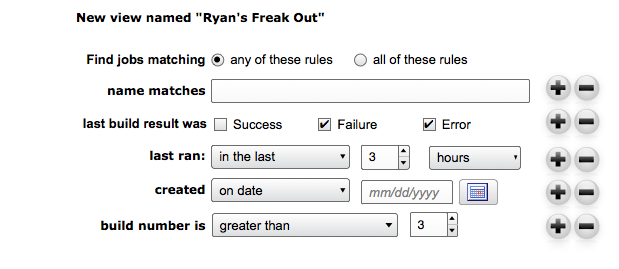 New view named "Ryan's Freak Out"
Find jobs matching any of these rules all of these rules
name matches
last build result was Success Failure Error
last ran: in the last 3 hours
created on date mm/dd/yyyy
build number is greater than 3